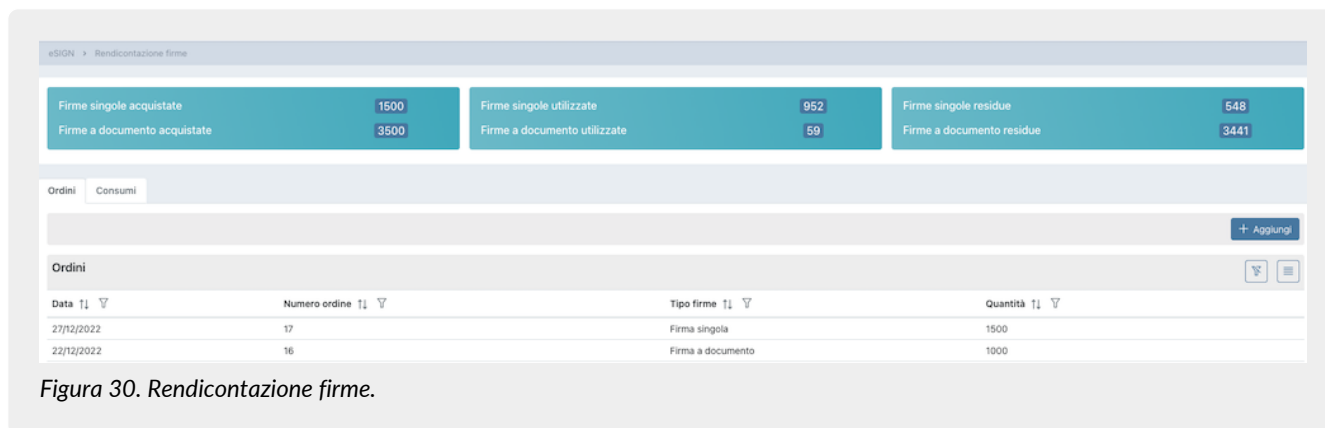 eSIGN > Rendicontazione firme
Firme singole acquistate 1500
Firme a documento acquistate 3500
Firme singole utilizzate 952
Firme a documento utilizzate 59
Firme singole residue 548
Firme a documento residue 3441
Ordini Consumi
+ Aggiungi
Ordini
Data Numero ordine Tipo firme Quantità
27/12/2022 17 Firma singola 1500
22/12/2022 16 Firma a documento 1000
Figura 30. Rendicontazione firme.